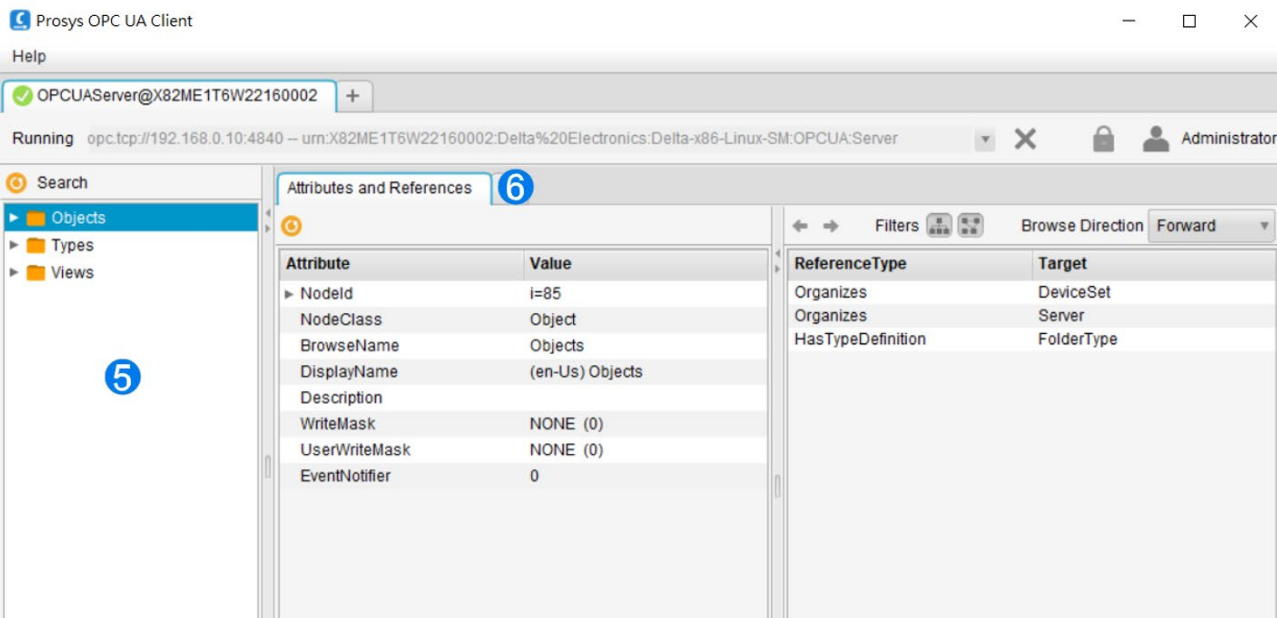 Prosys OPC UA Client
Help
OPCUAServer@X82ME1T6W22160002 +
Running opc.tcp://192.168.0.10:4840 -- urn:X82ME1T6W22160002:Delta%20Electronics:Delta-x86-Linux-SM:OPCUA:Server Administrator
Search
Objects
Types
Views
5
Attributes and References 6
Attribute Value
NodeId i=85
NodeClass Object
BrowseName Objects
DisplayName (en-Us) Objects
Description
WriteMask NONE (0)
UserWriteMask NONE (0)
EventNotifier 0
Filters Browse Direction Forward
ReferenceType Target
Organizes DeviceSet
Organizes Server
HasTypeDefinition FolderType